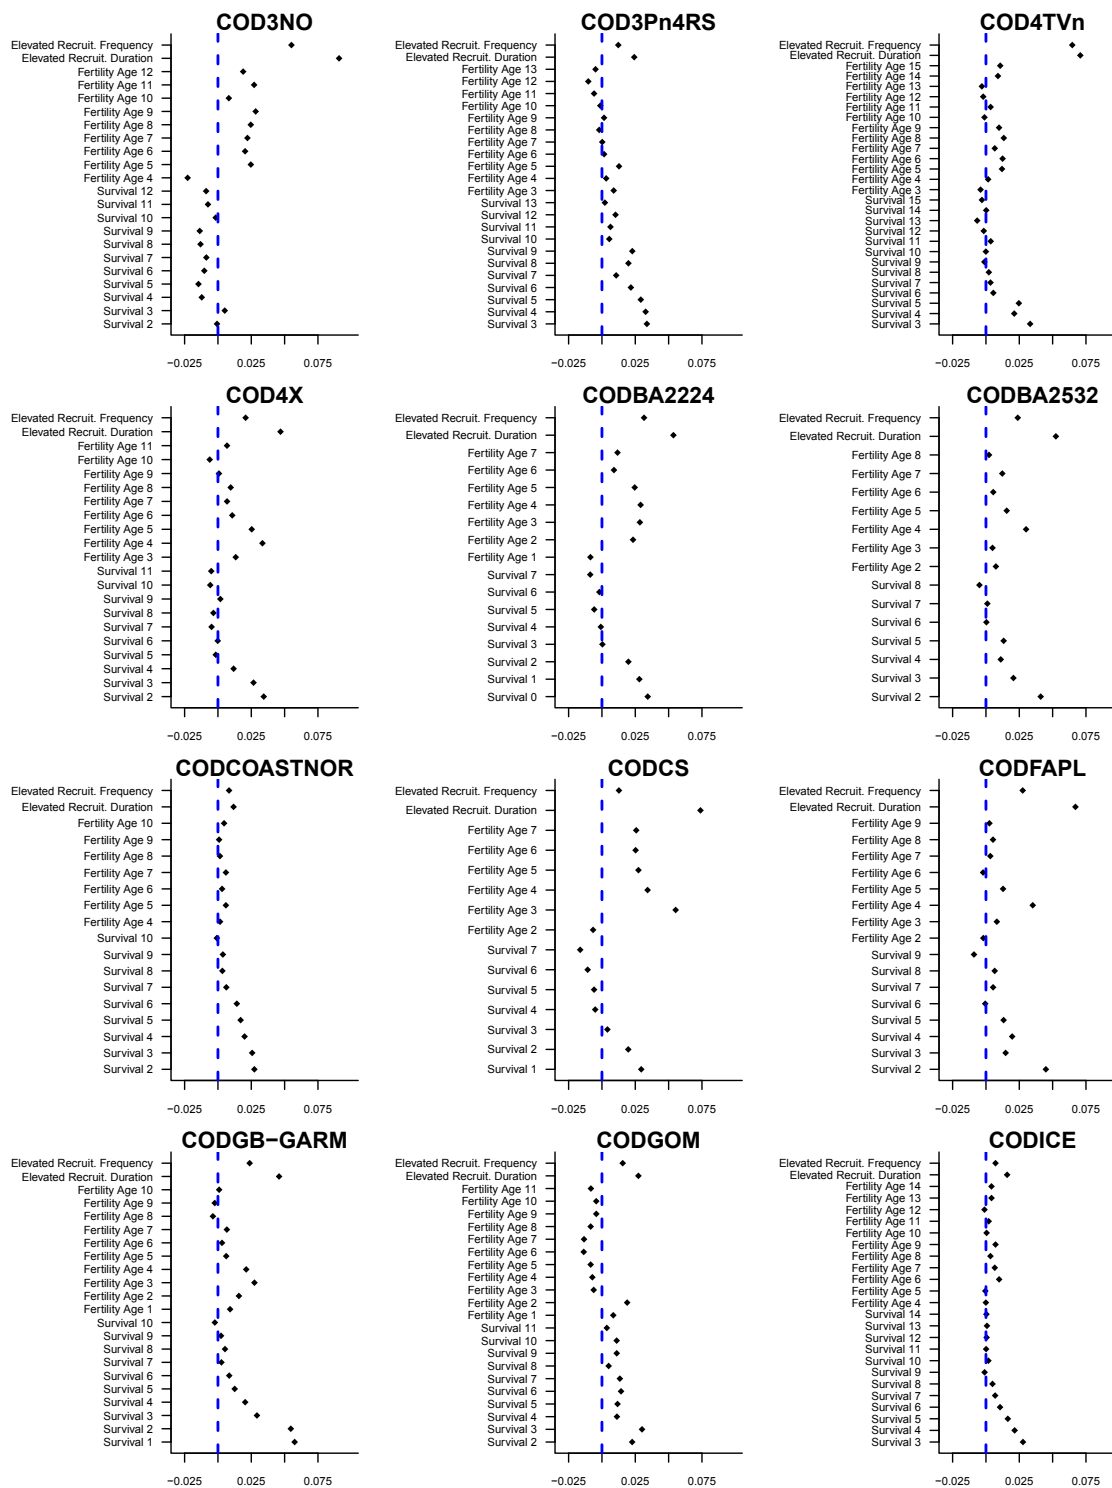 COD3NO
Elevated Recruit. Frequency
Elevated Recruit. Duration
Fertility Age 12
Fertility Age 11
Fertility Age 10
Fertility Age 9
Fertility Age 8
Fertility Age 7
Fertility Age 6
Fertility Age 5
Fertility Age 4
Survival 12
Survival 11
Survival 10
Survival 9
Survival 8
Survival 7
Survival 6
Survival 5
Survival 4
Survival 3
Survival 2
−0.025 0.025 0.075
COD3Pn4RS
Elevated Recruit. Frequency
Elevated Recruit. Duration
Fertility Age 13
Fertility Age 12
Fertility Age 11
Fertility Age 10
Fertility Age 9
Fertility Age 8
Fertility Age 7
Fertility Age 6
Fertility Age 5
Fertility Age 4
Fertility Age 3
Survival 13
Survival 12
Survival 11
Survival 10
Survival 9
Survival 8
Survival 7
Survival 6
Survival 5
Survival 4
Survival 3
−0.025 0.025 0.075
COD4TVn
Elevated Recruit. Frequency
Elevated Recruit. Duration
Fertility Age 15
Fertility Age 14
Fertility Age 13
Fertility Age 12
Fertility Age 11
Fertility Age 10
Fertility Age 9
Fertility Age 8
Fertility Age 7
Fertility Age 6
Fertility Age 5
Fertility Age 4
Fertility Age 3
Survival 15
Survival 14
Survival 13
Survival 12
Survival 11
Survival 10
Survival 9
Survival 8
Survival 7
Survival 6
Survival 5
Survival 4
Survival 3
−0.025 0.025 0.075
COD4X
Elevated Recruit. Frequency
Elevated Recruit. Duration
Fertility Age 11
Fertility Age 10
Fertility Age 9
Fertility Age 8
Fertility Age 7
Fertility Age 6
Fertility Age 5
Fertility Age 4
Fertility Age 3
Survival 11
Survival 10
Survival 9
Survival 8
Survival 7
Survival 6
Survival 5
Survival 4
Survival 3
Survival 2
−0.025 0.025 0.075
CODBA2224
Elevated Recruit. Frequency
Elevated Recruit. Duration
Fertility Age 7
Fertility Age 6
Fertility Age 5
Fertility Age 4
Fertility Age 3
Fertility Age 2
Fertility Age 1
Survival 7
Survival 6
Survival 5
Survival 4
Survival 3
Survival 2
Survival 1
Survival 0
−0.025 0.025 0.075
CODBA2532
Elevated Recruit. Frequency
Elevated Recruit. Duration
Fertility Age 8
Fertility Age 7
Fertility Age 6
Fertility Age 5
Fertility Age 4
Fertility Age 3
Fertility Age 2
Survival 8
Survival 7
Survival 6
Survival 5
Survival 4
Survival 3
Survival 2
−0.025 0.025 0.075
CODCOASTNOR
Elevated Recruit. Frequency
Elevated Recruit. Duration
Fertility Age 10
Fertility Age 9
Fertility Age 8
Fertility Age 7
Fertility Age 6
Fertility Age 5
Fertility Age 4
Survival 10
Survival 9
Survival 8
Survival 7
Survival 6
Survival 5
Survival 4
Survival 3
Survival 2
−0.025 0.025 0.075
CODCS
Elevated Recruit. Frequency
Elevated Recruit. Duration
Fertility Age 7
Fertility Age 6
Fertility Age 5
Fertility Age 4
Fertility Age 3
Fertility Age 2
Survival 7
Survival 6
Survival 5
Survival 4
Survival 3
Survival 2
Survival 1
−0.025 0.025 0.075
CODFAPL
Elevated Recruit. Frequency
Elevated Recruit. Duration
Fertility Age 9
Fertility Age 8
Fertility Age 7
Fertility Age 6
Fertility Age 5
Fertility Age 4
Fertility Age 3
Fertility Age 2
Survival 9
Survival 8
Survival 7
Survival 6
Survival 5
Survival 4
Survival 3
Survival 2
−0.025 0.025 0.075
CODGB−GARM
Elevated Recruit. Frequency
Elevated Recruit. Duration
Fertility Age 10
Fertility Age 9
Fertility Age 8
Fertility Age 7
Fertility Age 6
Fertility Age 5
Fertility Age 4
Fertility Age 3
Fertility Age 2
Fertility Age 1
Survival 10
Survival 9
Survival 8
Survival 7
Survival 6
Survival 5
Survival 4
Survival 3
Survival 2
Survival 1
−0.025 0.025 0.075
CODGOM
Elevated Recruit. Frequency
Elevated Recruit. Duration
Fertility Age 11
Fertility Age 10
Fertility Age 9
Fertility Age 8
Fertility Age 7
Fertility Age 6
Fertility Age 5
Fertility Age 4
Fertility Age 3
Fertility Age 2
Fertility Age 1
Survival 11
Survival 10
Survival 9
Survival 8
Survival 7
Survival 6
Survival 5
Survival 4
Survival 3
Survival 2
−0.025 0.025 0.075
CODICE
Elevated Recruit. Frequency
Elevated Recruit. Duration
Fertility Age 14
Fertility Age 13
Fertility Age 12
Fertility Age 11
Fertility Age 10
Fertility Age 9
Fertility Age 8
Fertility Age 7
Fertility Age 6
Fertility Age 5
Fertility Age 4
Survival 14
Survival 13
Survival 12
Survival 11
Survival 10
Survival 9
Survival 8
Survival 7
Survival 6
Survival 5
Survival 4
Survival 3
−0.025 0.025 0.075